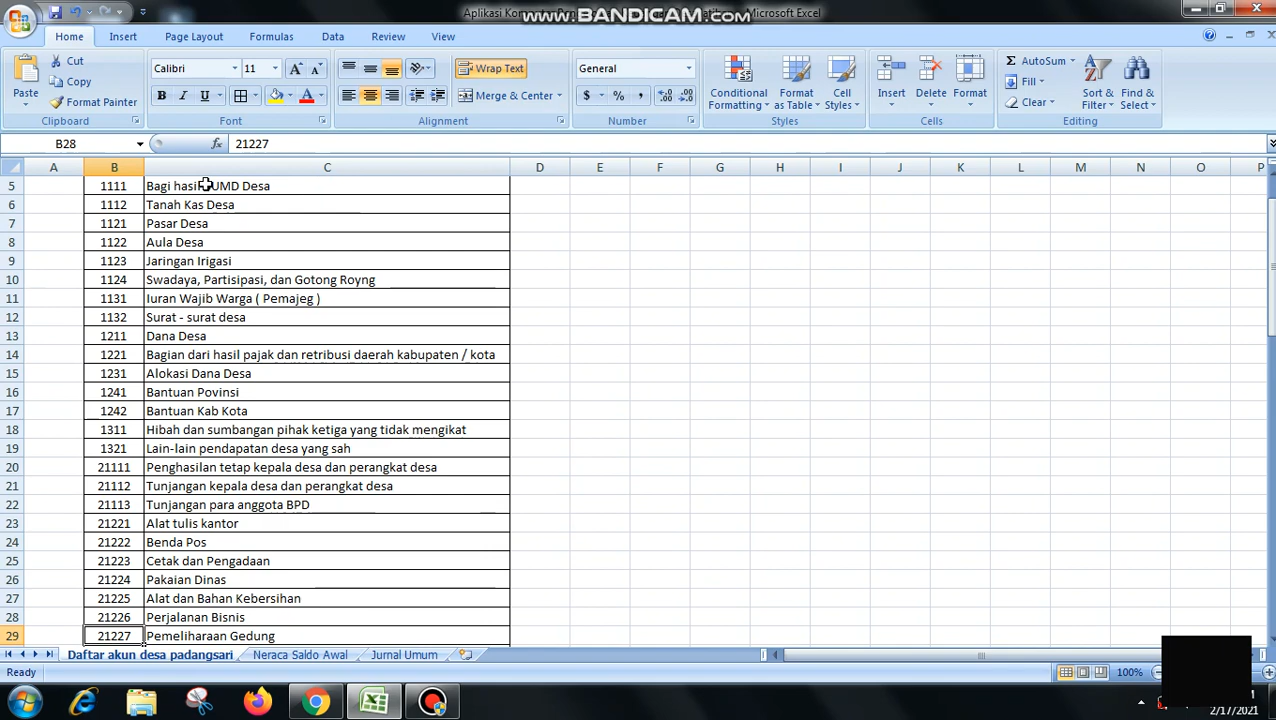 Aplikasi Kom
Microsoft Excel
www.BANDICAM.com
Home Insert Page Layout Formulas Data Review View
Paste
Cut
Copy
Format Painter
Clipboard
Calibri 11
B I U
Font
Wrap Text
Merge & Center
Alignment
General
$ % ,
Number
Conditional Formatting
Format as Table
Cell Styles
Styles
Insert
Delete
Format
Cells
Σ AutoSum
Fill
Clear
Sort & Filter
Find & Select
Editing
B28 fx 21227
A B C D E F G H I J K L M N O P
5 1111 Bagi hasil UMD Desa
6 1112 Tanah Kas Desa
7 1121 Pasar Desa
8 1122 Aula Desa
9 1123 Jaringan Irigasi
10 1124 Swadaya, Partisipasi, dan Gotong Royng
11 1131 Iuran Wajib Warga ( Pemajeg )
12 1132 Surat - surat desa
13 1211 Dana Desa
14 1221 Bagian dari hasil pajak dan retribusi daerah kabupaten / kota
15 1231 Alokasi Dana Desa
16 1241 Bantuan Povinsi
17 1242 Bantuan Kab Kota
18 1311 Hibah dan sumbangan pihak ketiga yang tidak mengikat
19 1321 Lain-lain pendapatan desa yang sah
20 21111 Penghasilan tetap kepala desa dan perangkat desa
21 21112 Tunjangan kepala desa dan perangkat desa
22 21113 Tunjangan para anggota BPD
23 21221 Alat tulis kantor
24 21222 Benda Pos
25 21223 Cetak dan Pengadaan
26 21224 Pakaian Dinas
27 21225 Alat dan Bahan Kebersihan
28 21226 Perjalanan Bisnis
29 21227 Pemeliharaan Gedung
Daftar akun desa padangsari Neraca Saldo Awal Jurnal Umum
Ready 100%
2/17/2021